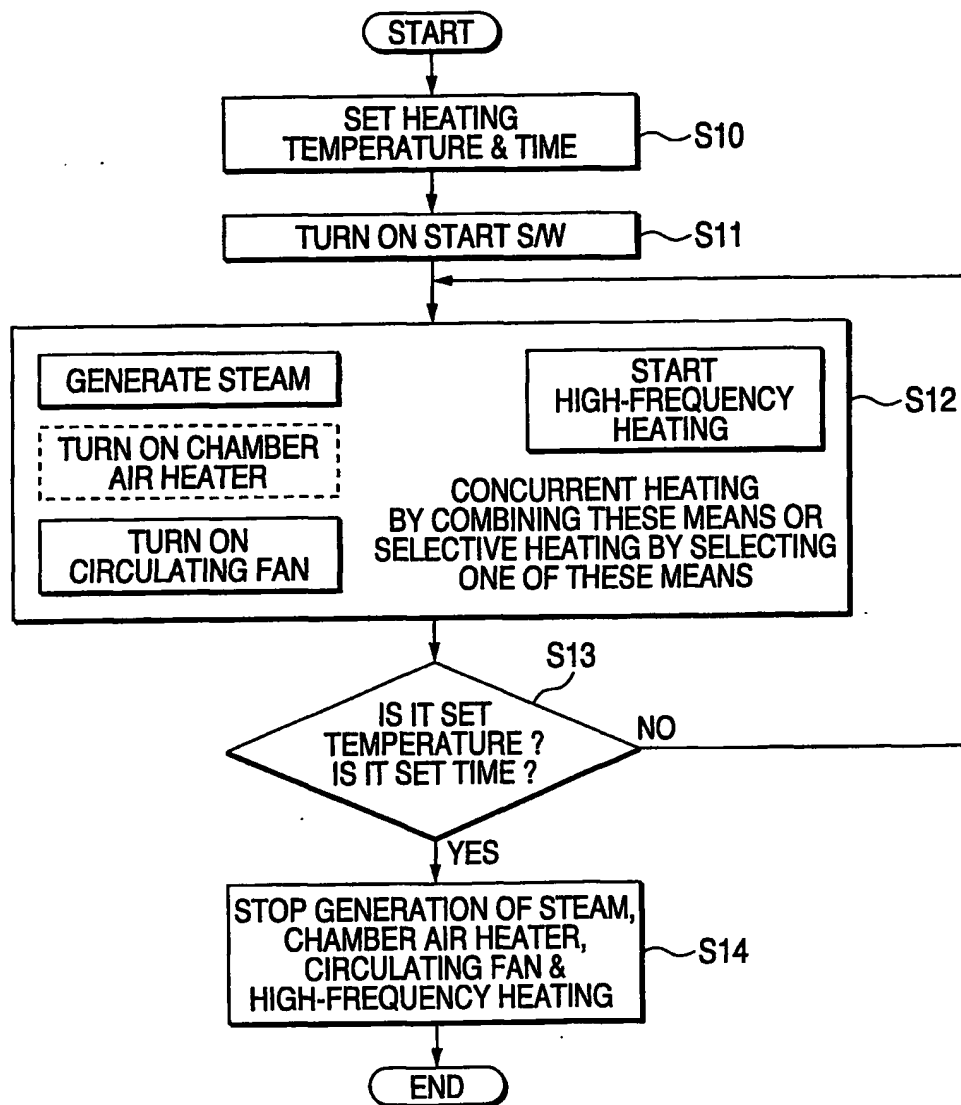 START
SET HEATING
TEMPERATURE & TIME
S10
TURN ON START S/W
S11
GENERATE STEAM
TURN ON CHAMBER
AIR HEATER
TURN ON
CIRCULATING FAN
START
HIGH-FREQUENCY
HEATING
CONCURRENT HEATING
BY COMBINING THESE MEANS OR
SELECTIVE HEATING BY SELECTING
ONE OF THESE MEANS
S12
S13
IS IT SET
TEMPERATURE ?
IS IT SET TIME ?
NO
YES
STOP GENERATION OF STEAM,
CHAMBER AIR HEATER,
CIRCULATING FAN &
HIGH-FREQUENCY HEATING
S14
END